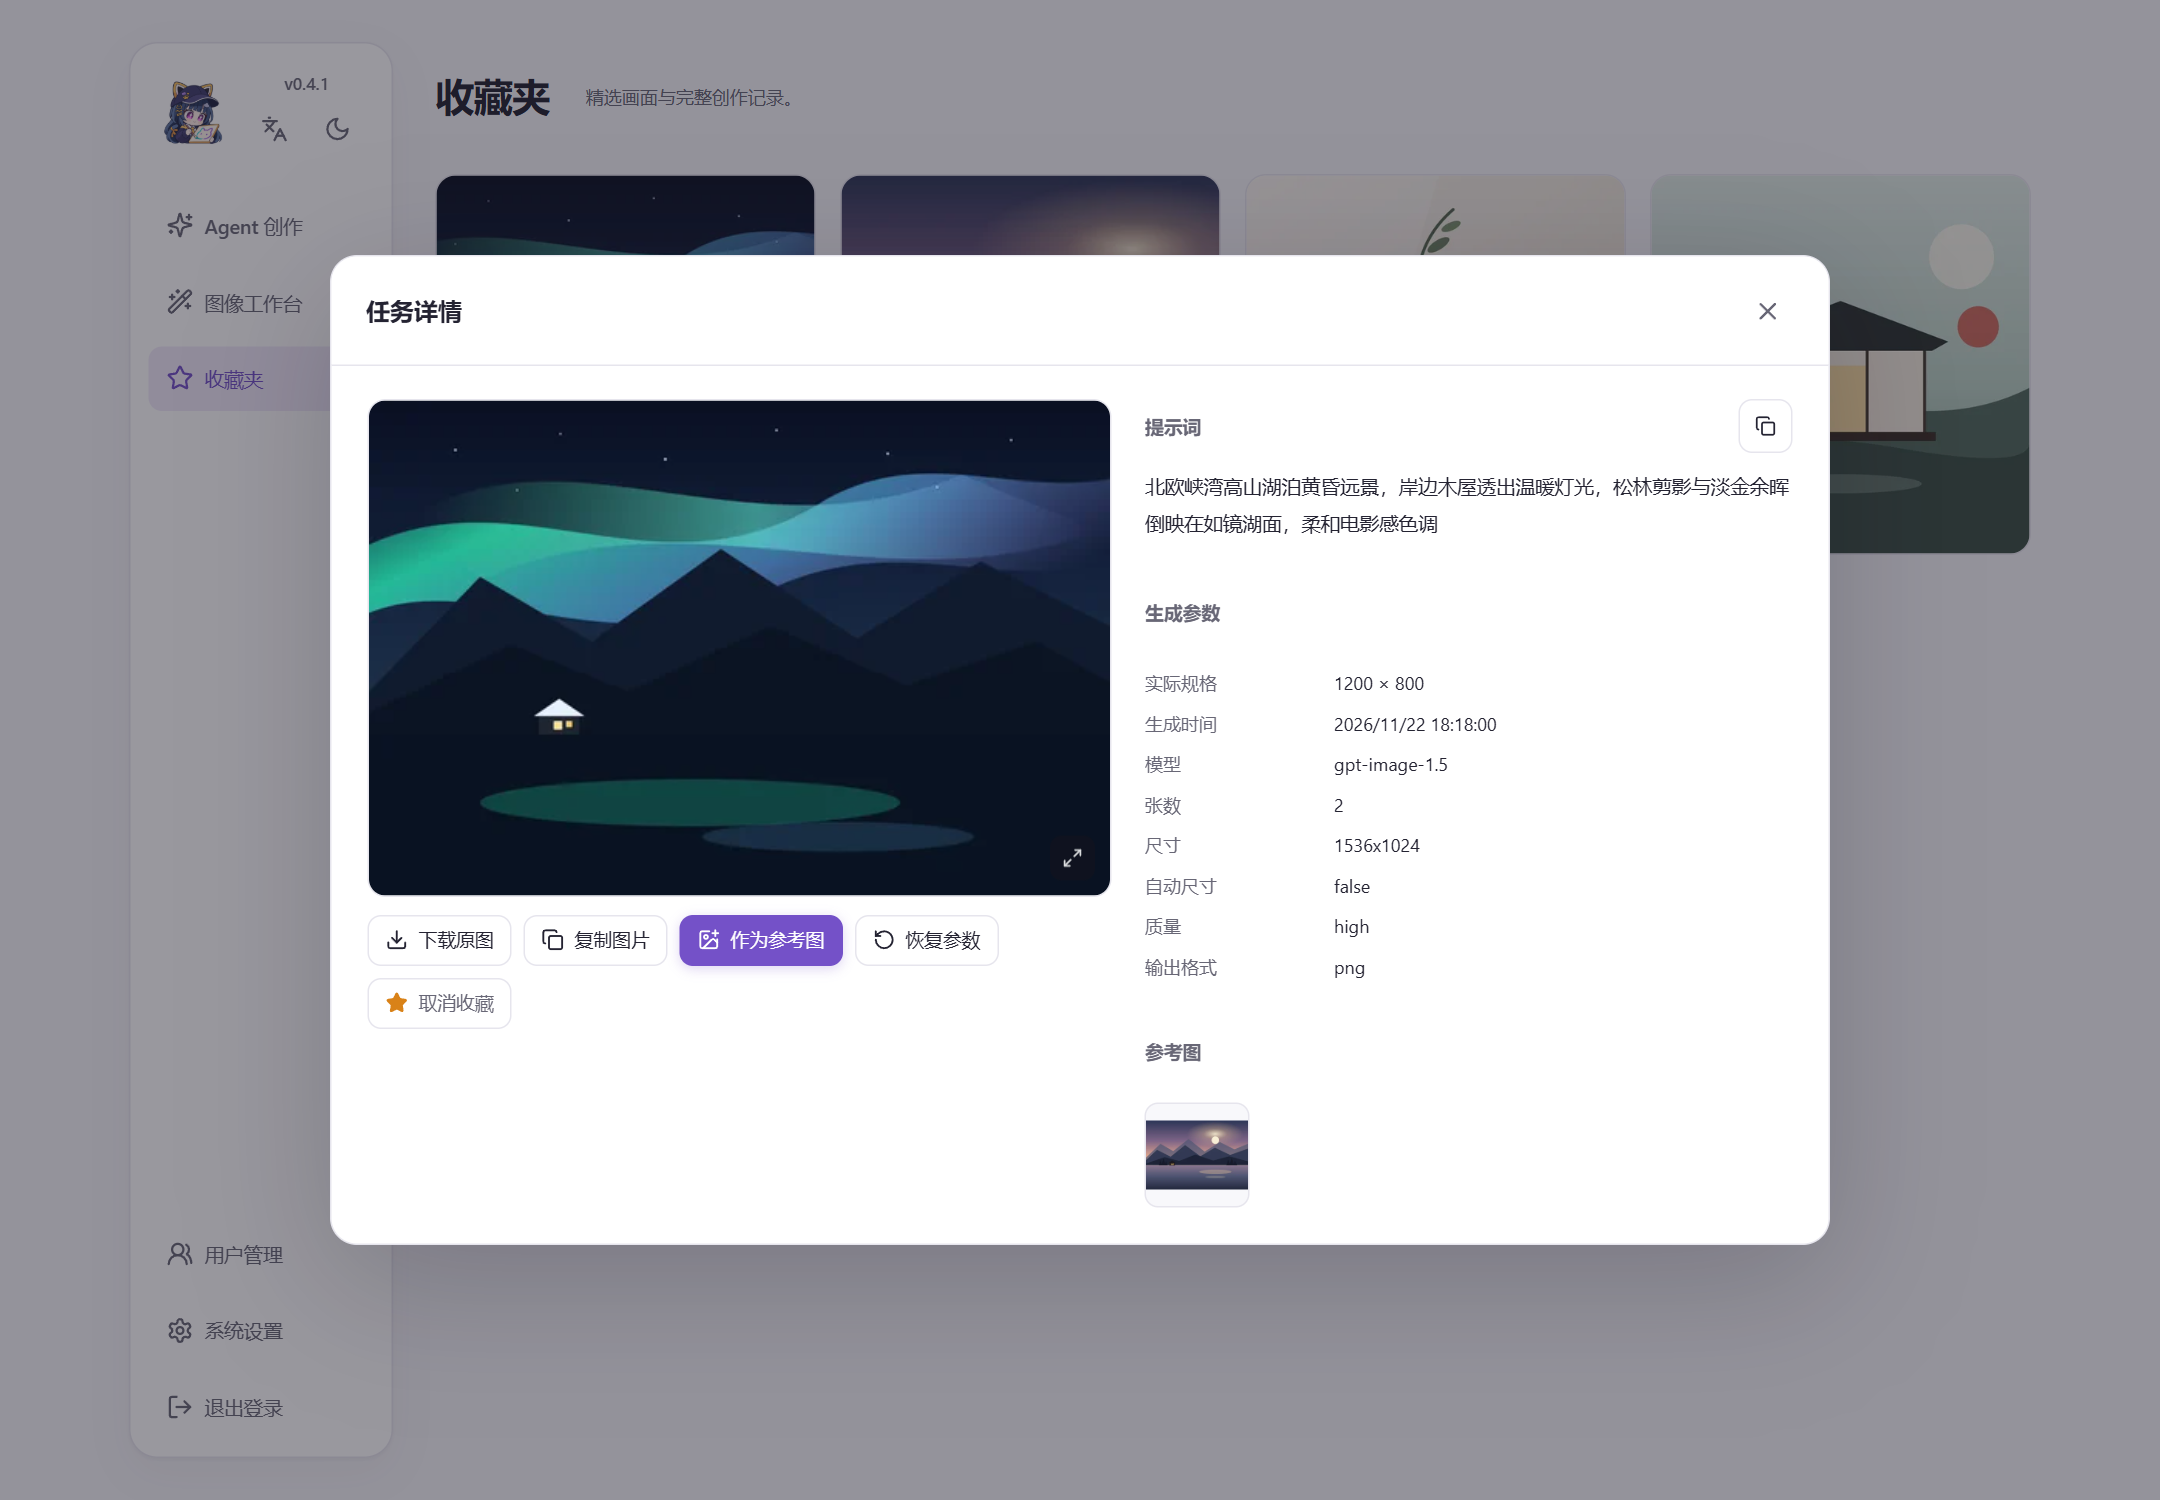 v0.4.1
Agent 创作
图像工作台
收藏夹
用户管理
系统设置
退出登录
收藏夹
精选画面与完整创作记录。
任务详情
下载原图
复制图片
作为参考图
恢复参数
取消收藏
提示词
北欧峡湾高山湖泊黄昏远景，岸边木屋透出温暖灯光，松林剪影与淡金余晖
倒映在如镜湖面，柔和电影感色调
生成参数
实际规格 1200 × 800
生成时间 2026/11/22 18:18:00
模型 gpt-image-1.5
张数 2
尺寸 1536x1024
自动尺寸 false
质量 high
输出格式 png
参考图